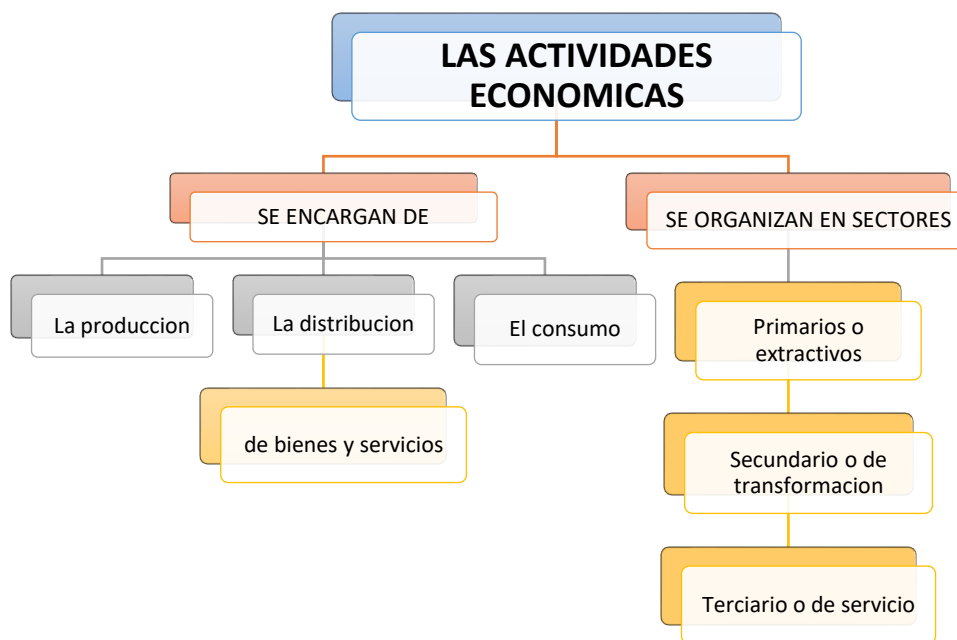 LAS ACTIVIDADES
ECONOMICAS
SE ENCARGAN DE
SE ORGANIZAN EN SECTORES
La produccion
La distribucion
El consumo
Primarios o
extractivos
de bienes y servicios
Secundario o de
transformacion
Terciario o de servicio